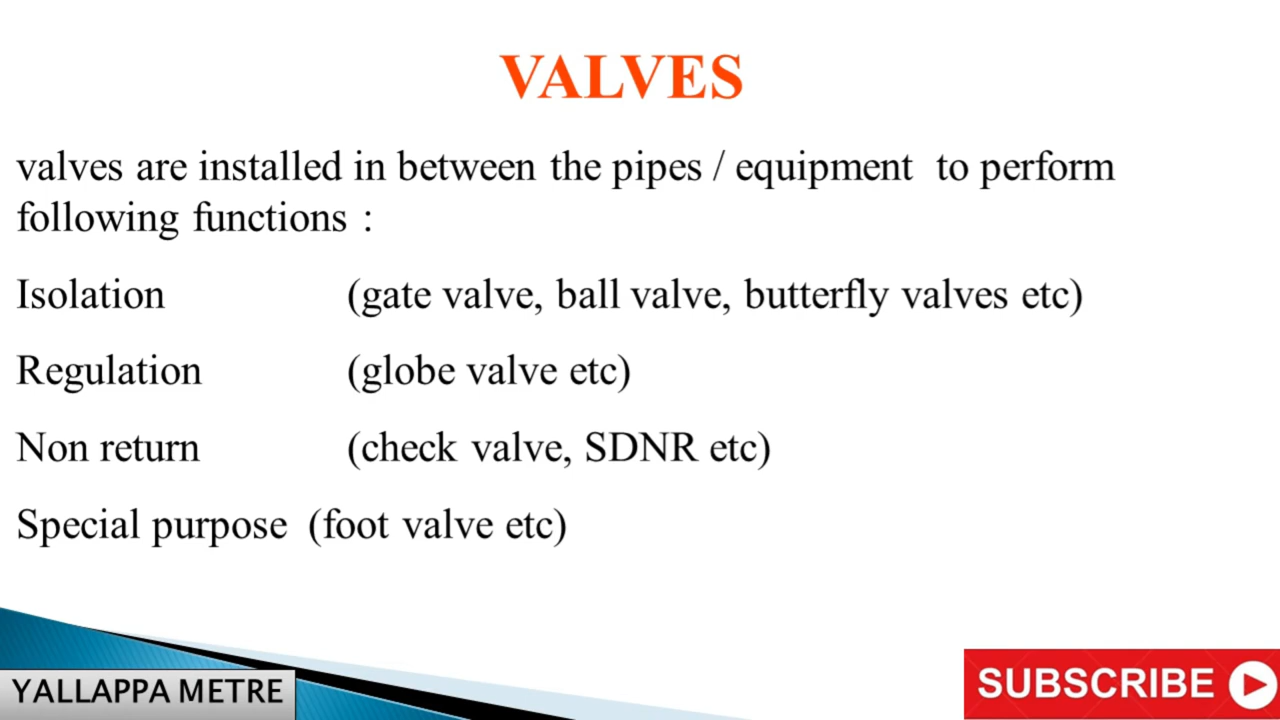 VALVES
valves are installed in between the pipes / equipment to perform
following functions :
Isolation (gate valve, ball valve, butterfly valves etc)
Regulation (globe valve etc)
Non return (check valve, SDNR etc)
Special purpose (foot valve etc)
YALLAPPA METRE
SUBSCRIBE